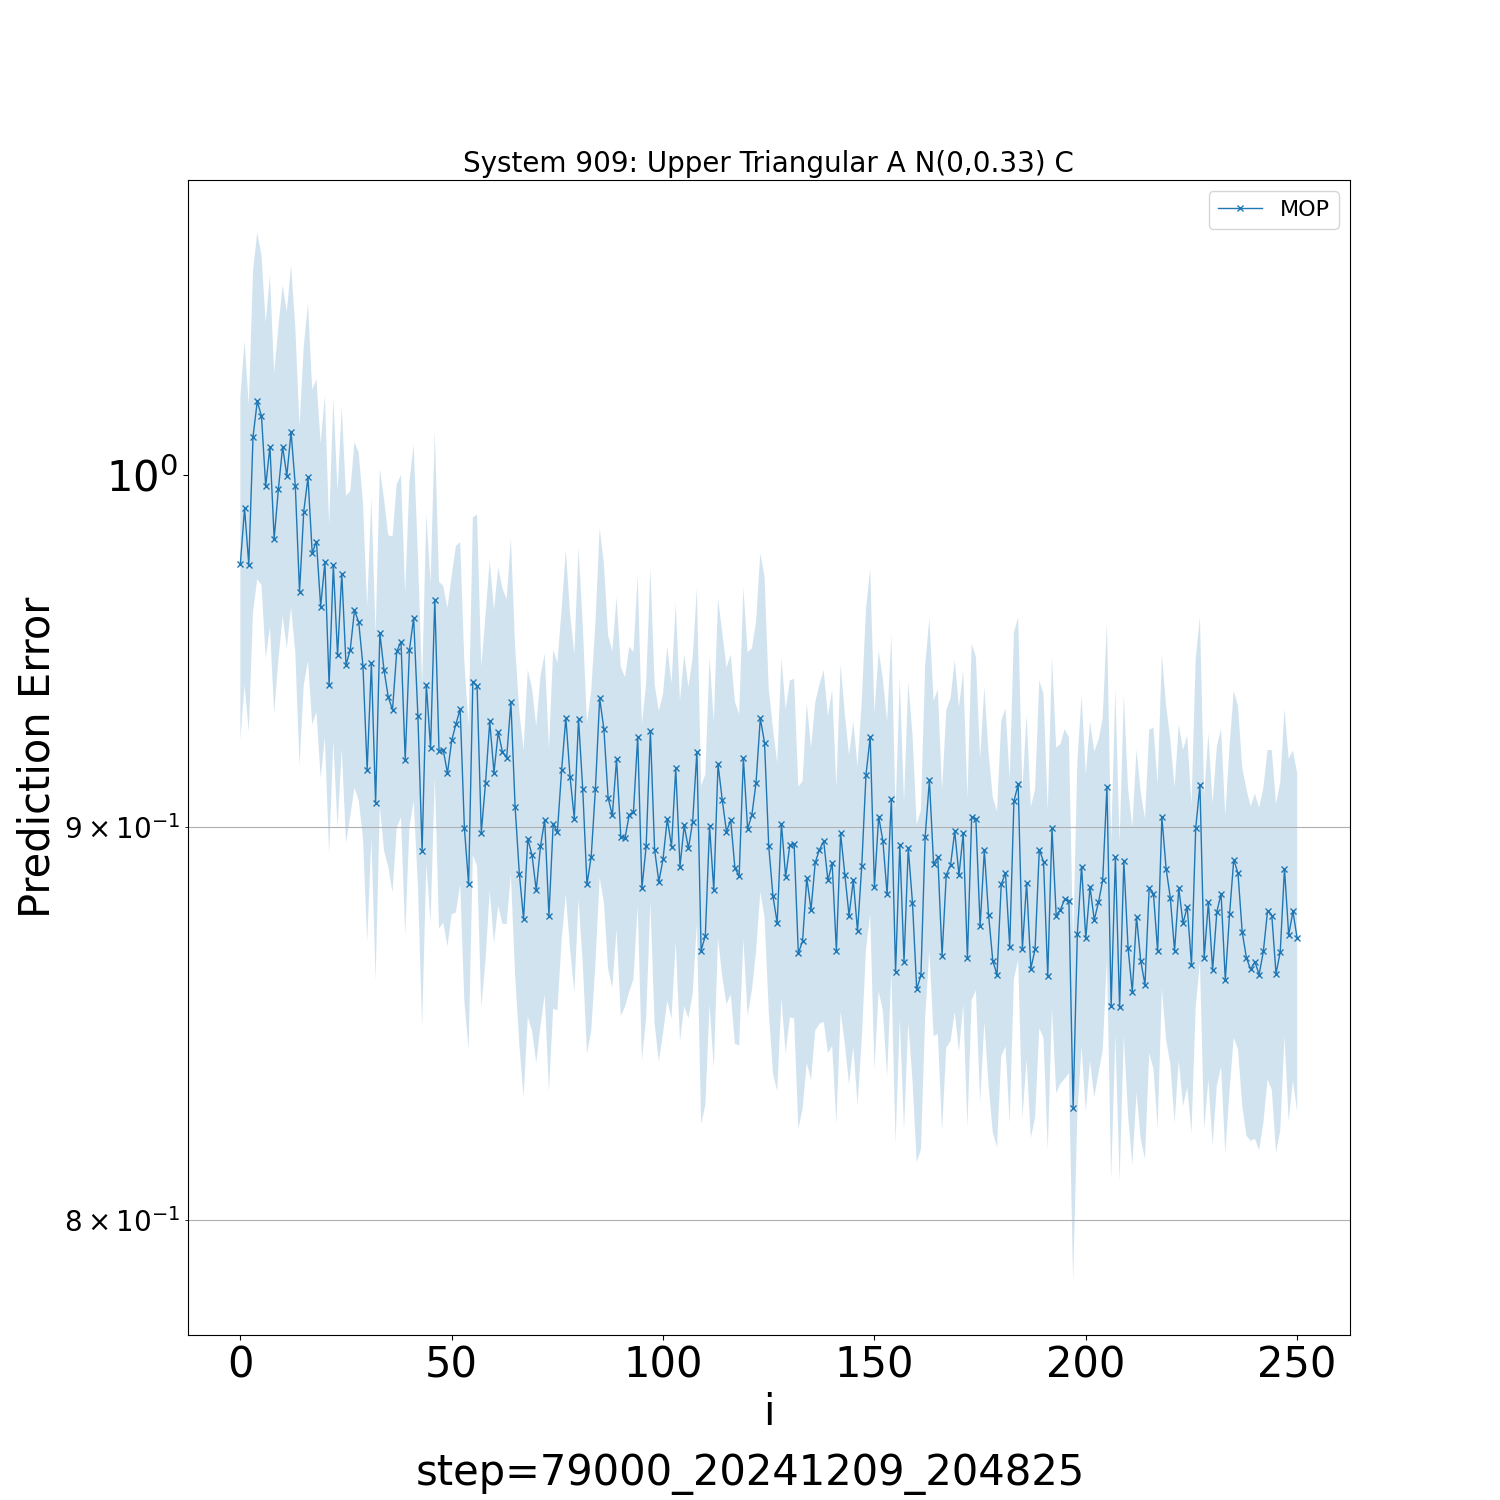 System 909: Upper Triangular A N(0,0.33) C
MOP
Prediction Error
10⁰
9 × 10⁻¹
8 × 10⁻¹
0 50 100 150 200 250
i
step=79000_20241209_204825